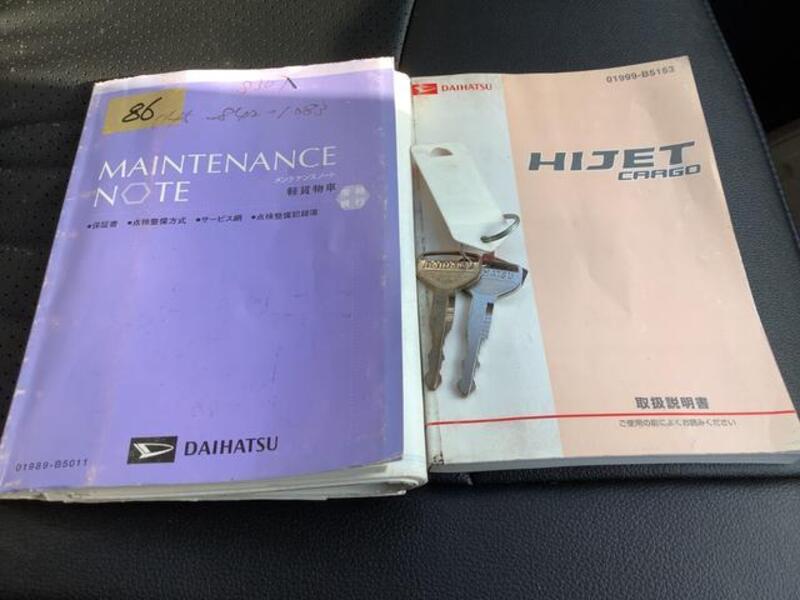 86
MAINTENANCE
NOTE
メンテナンスノート
軽貨物車
●保証書 ●点検整備方式 ●サービス網 ●点検整備記録簿
DAIHATSU
01989-B5011
DAIHATSU
01999-B5163
HIJET
CARGO
DAIHATSU
DAIHATSU
取扱説明書
ご使用の前によくお読みください